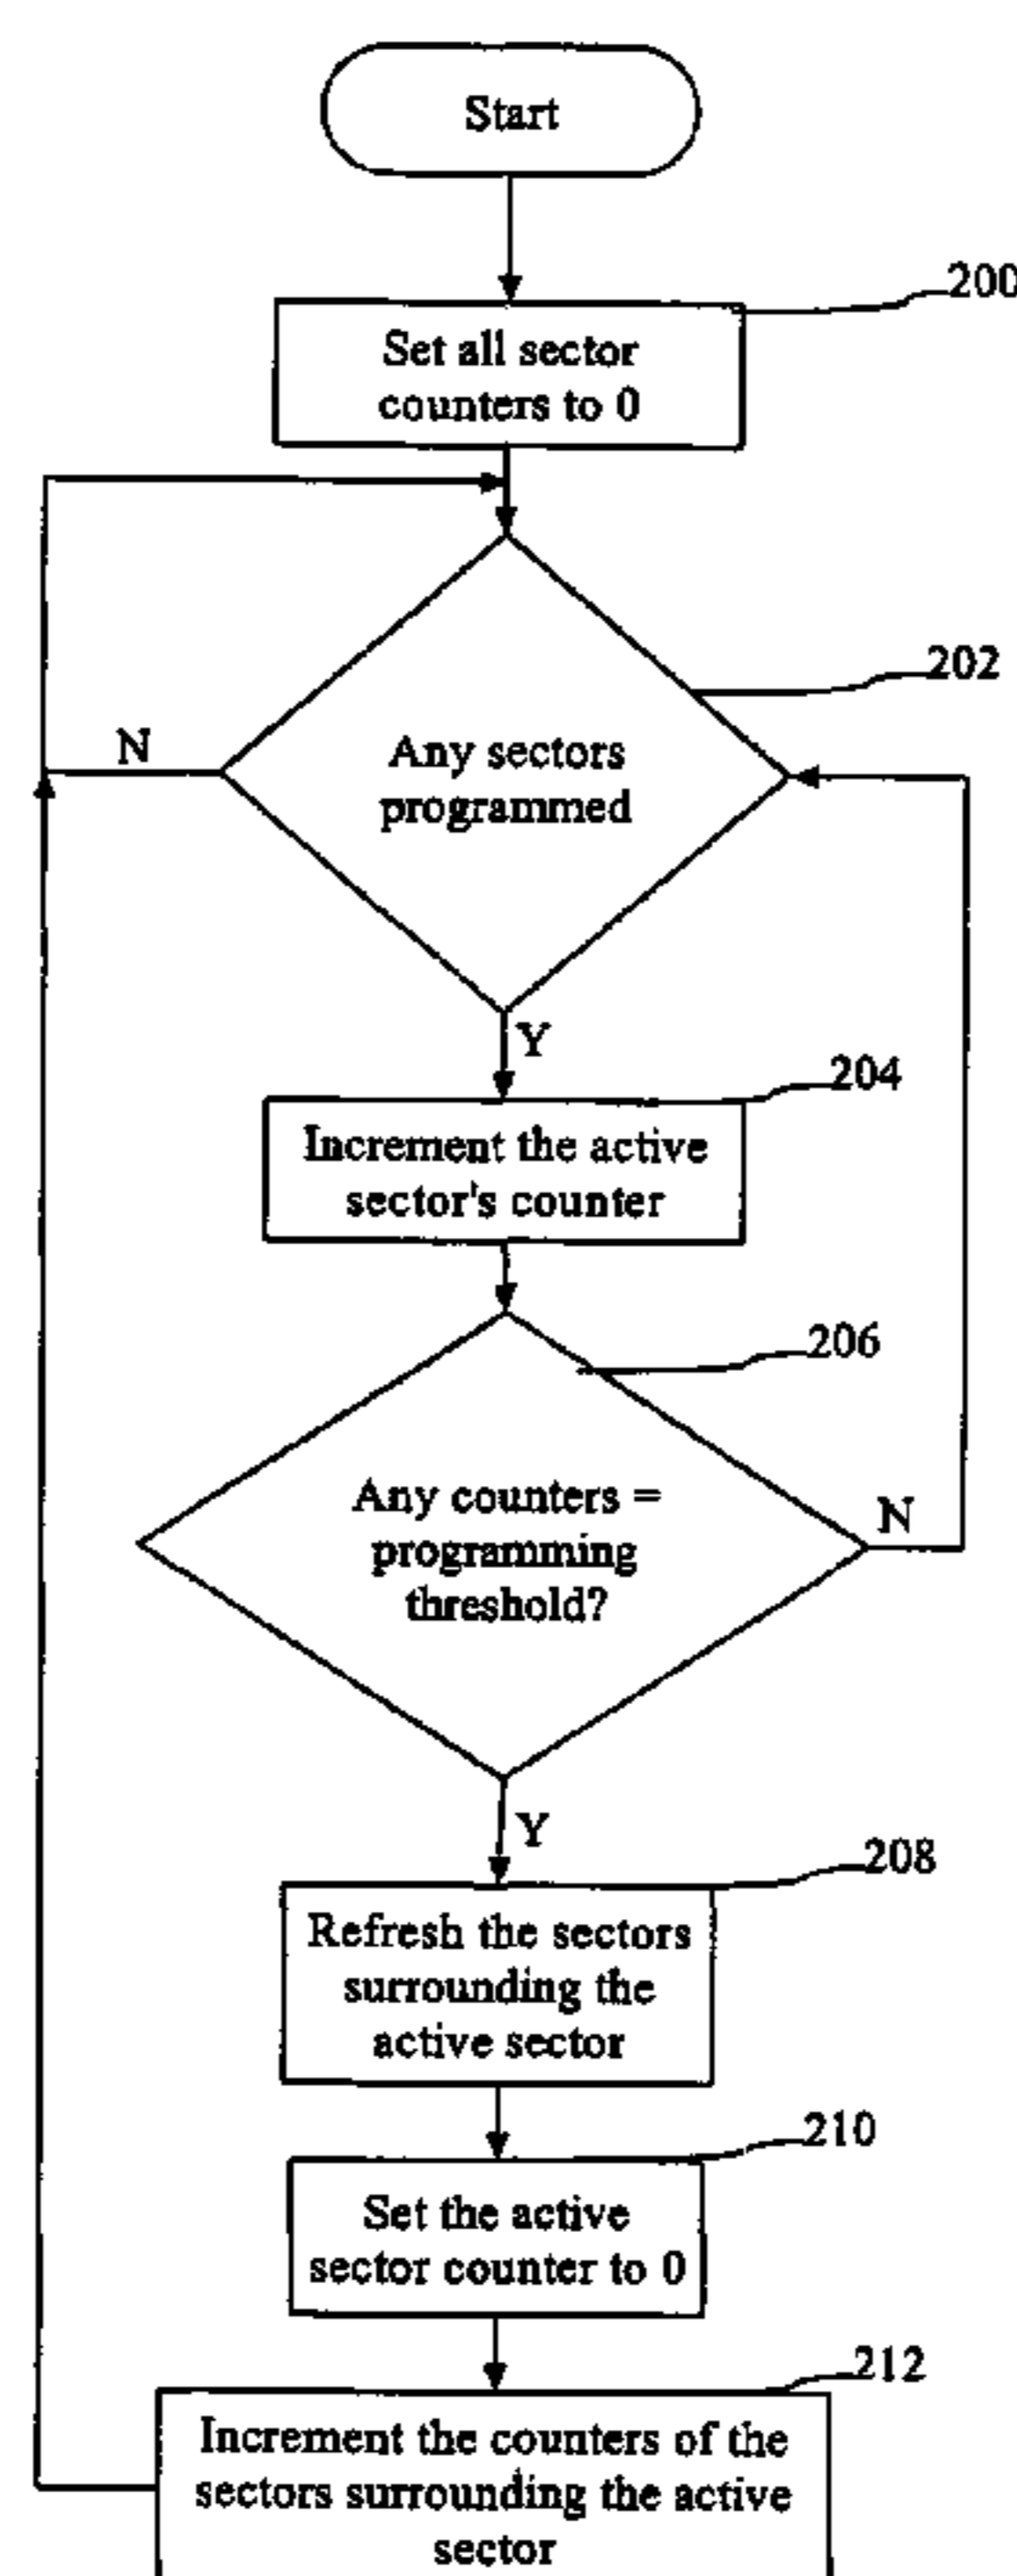 Start
200
Set all sector
counters to 0
202
N
Any sectors
programmed
Y
204
Increment the active
sector's counter
206
Any counters =
programming
threshold?
N
Y
208
Refresh the sectors
surrounding the
active sector
210
Set the active
sector counter to 0
212
Increment the counters of the
sectors surrounding the active
sector